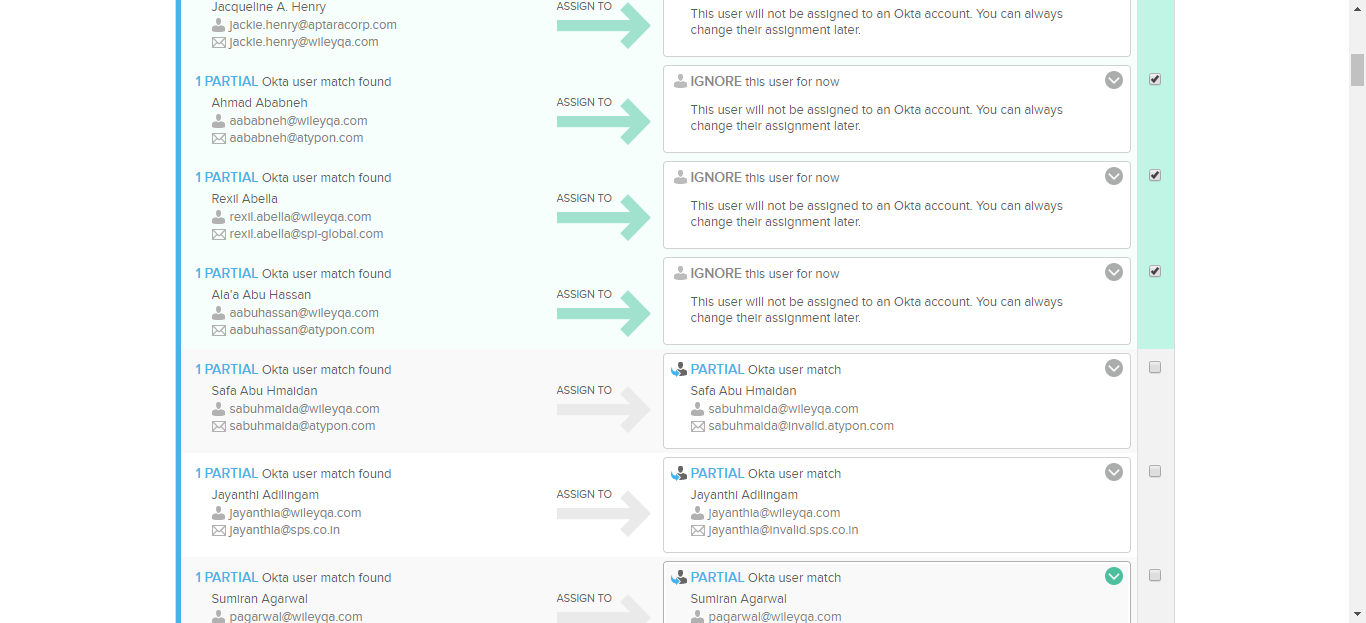 Jacqueline A. Henry
jackie.henry@aptaracorp.com
jackie.henry@wileyqa.com
ASSIGN TO
This user will not be assigned to an Okta account. You can always
change their assignment later.
1 PARTIAL Okta user match found
Ahmad Ababneh
aababneh@wileyqa.com
aababneh@atypon.com
ASSIGN TO
IGNORE this user for now
This user will not be assigned to an Okta account. You can always
change their assignment later.
1 PARTIAL Okta user match found
Rexil Abella
rexil.abella@wileyqa.com
rexil.abella@spi-global.com
ASSIGN TO
IGNORE this user for now
This user will not be assigned to an Okta account. You can always
change their assignment later.
1 PARTIAL Okta user match found
Ala'a Abu Hassan
aabuhassan@wileyqa.com
aabuhassan@atypon.com
ASSIGN TO
IGNORE this user for now
This user will not be assigned to an Okta account. You can always
change their assignment later.
1 PARTIAL Okta user match found
Safa Abu Hmaidan
sabuhmaida@wileyqa.com
sabuhmaida@atypon.com
ASSIGN TO
PARTIAL Okta user match
Safa Abu Hmaidan
sabuhmaida@wileyqa.com
sabuhmaida@invalid.atypon.com
1 PARTIAL Okta user match found
Jayanthi Adilingam
jayanthia@wileyqa.com
jayanthia@sps.co.in
ASSIGN TO
PARTIAL Okta user match
Jayanthi Adilingam
jayanthia@wileyqa.com
jayanthia@invalid.sps.co.in
1 PARTIAL Okta user match found
Sumiran Agarwal
pagarwal@wileyqa.com
ASSIGN TO
PARTIAL Okta user match
Sumiran Agarwal
pagarwal@wileyqa.com